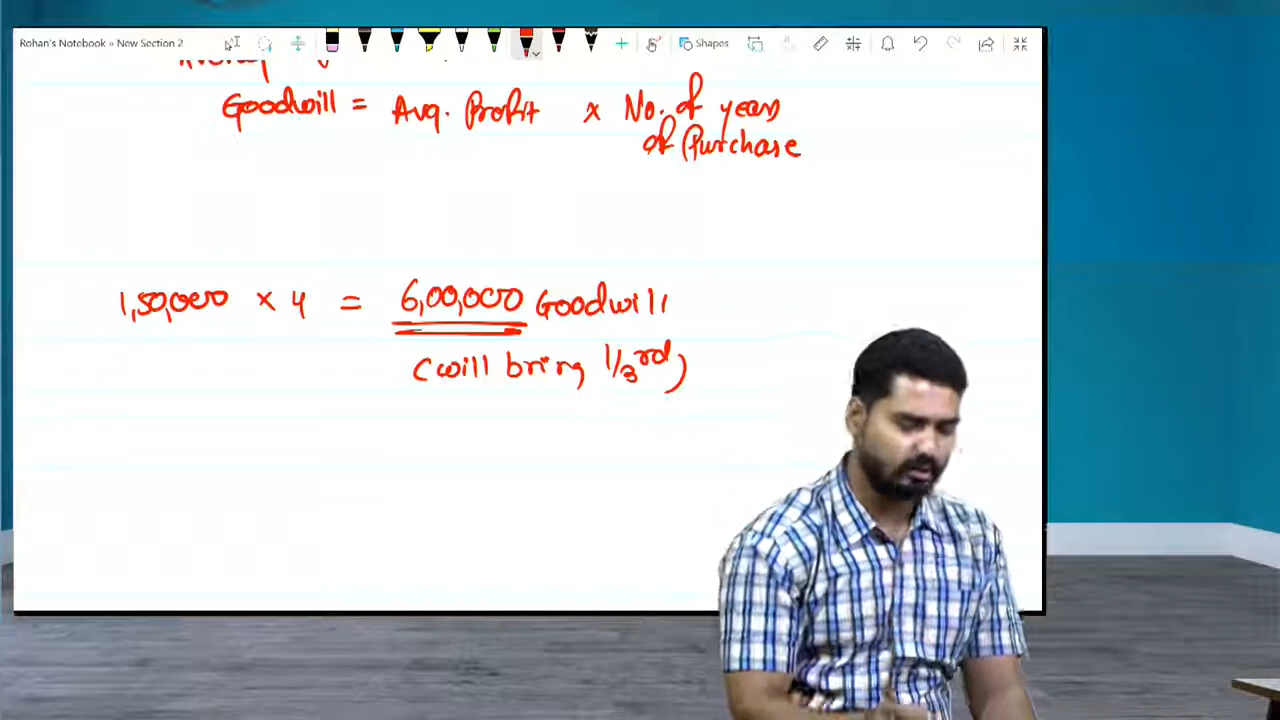 Rohan's Notebook » New Section 2
Shapes
Goodwill = Avg. Profit x No. of years
of Purchase
1,50,000 x 4 = 6,00,000 Goodwill
(will bring 1/3rd)